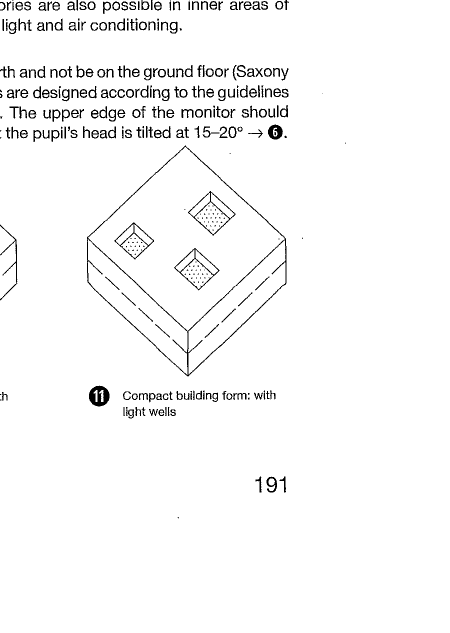 ories are also possible in inner areas of
light and air conditioning.
rth and not be on the ground floor (Saxony
s are designed according to the guidelines
. The upper edge of the monitor should
the pupil's head is tilted at 15–20° → 6.
th
11 Compact building form: with
light wells
191